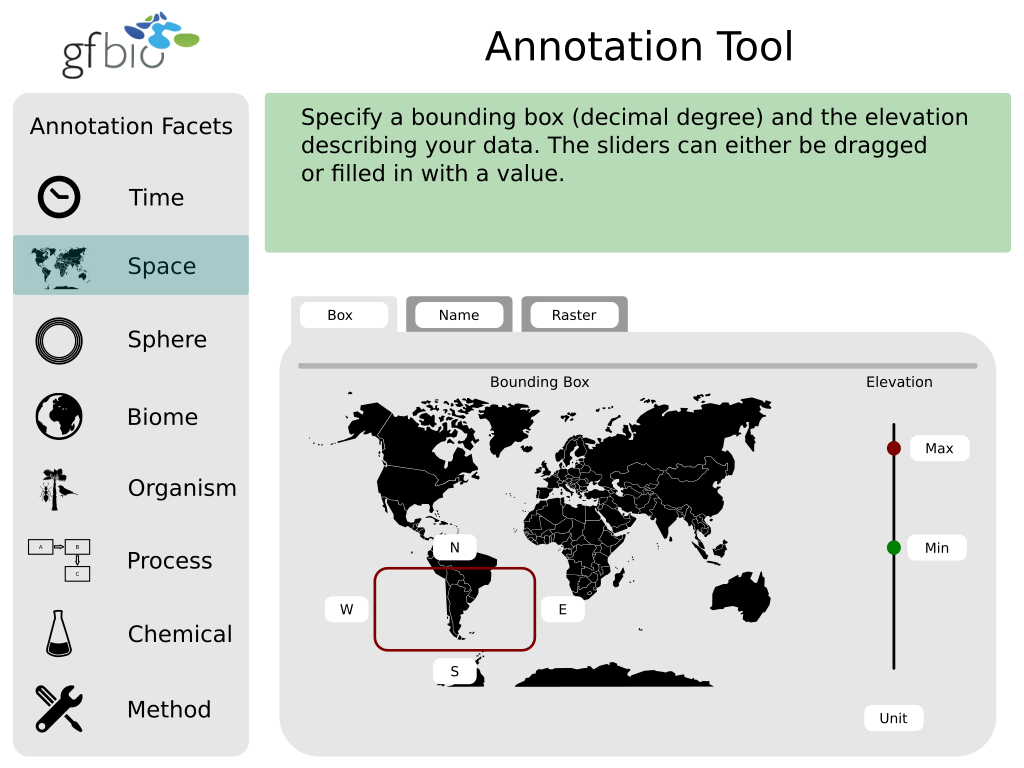 gfbio
Annotation Tool
Annotation Facets
Time
Space
Sphere
Biome
Organism
Process
A
B
C
Chemical
Method
Specify a bounding box (decimal degree) and the elevation
describing your data. The sliders can either be dragged
or filled in with a value.
Box
Name
Raster
Bounding Box
Elevation
Max
Min
N
W
E
S
Unit